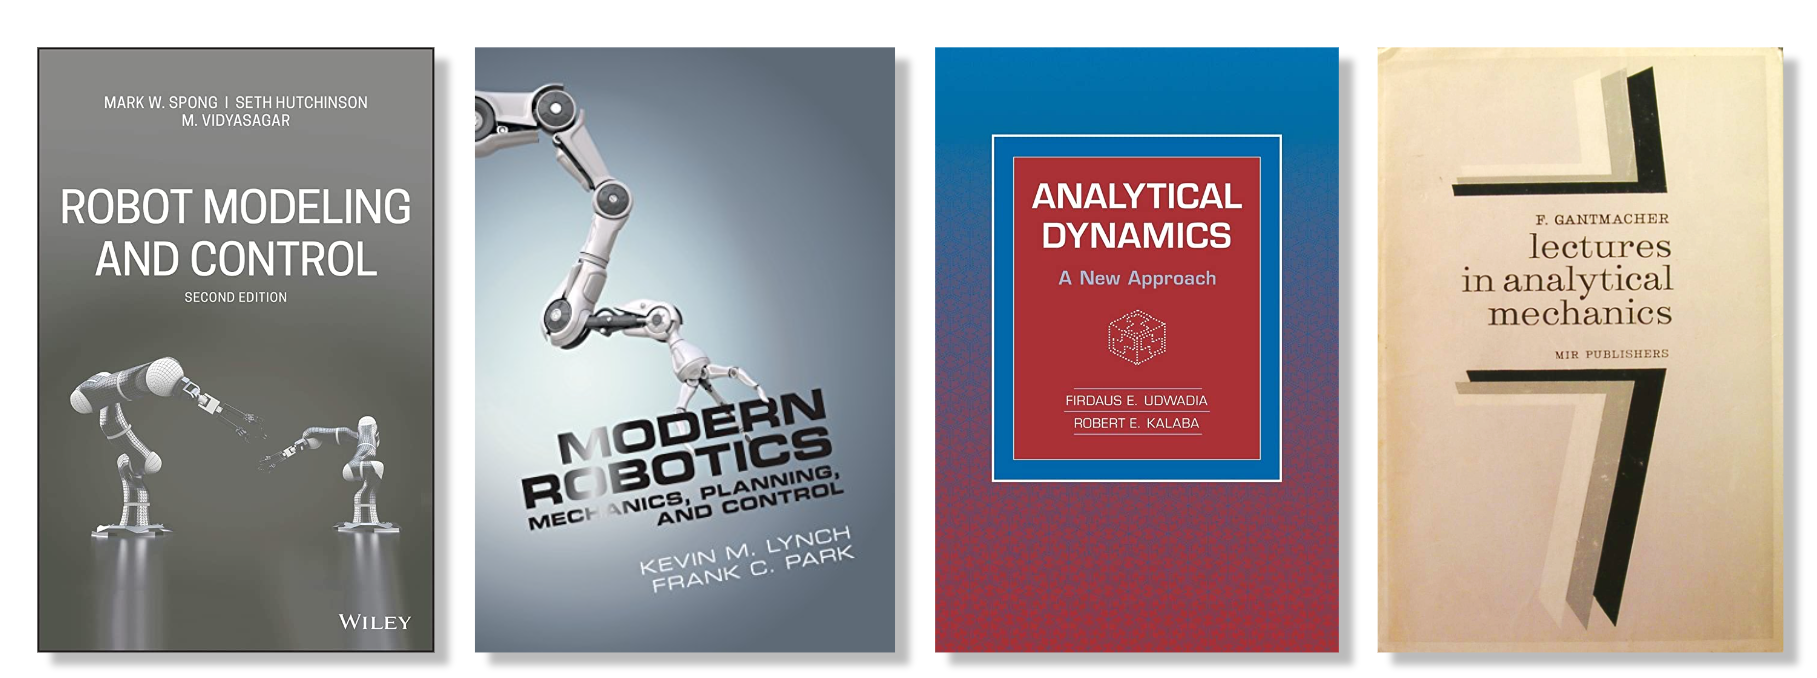 MARK W. SPONG | SETH HUTCHINSON
M. VIDYASAGAR
ROBOT MODELING
AND CONTROL
SECOND EDITION
WILEY
MODERN
ROBOTICS
MECHANICS, PLANNING,
AND CONTROL
KEVIN M. LYNCH
FRANK C. PARK
ANALYTICAL
DYNAMICS
A New Approach
FIRDAUS E. UDWADIA
ROBERT E. KALABA
F. GANTMACHER
lectures
in analytical
mechanics
MIR PUBLISHERS